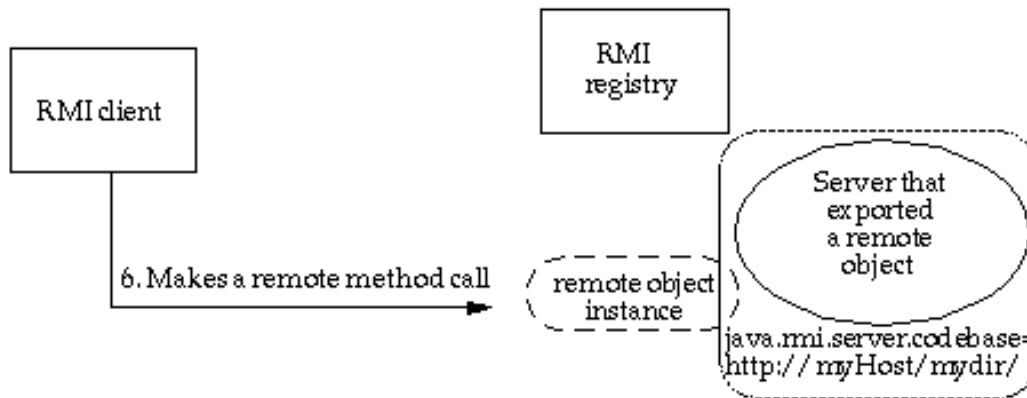 RMI client
RMI
registry
Server that
exported
a remote
object
6. Makes a remote method call
remote object
instance
java.rmi.server.codebase=
http://myHost/mydir/